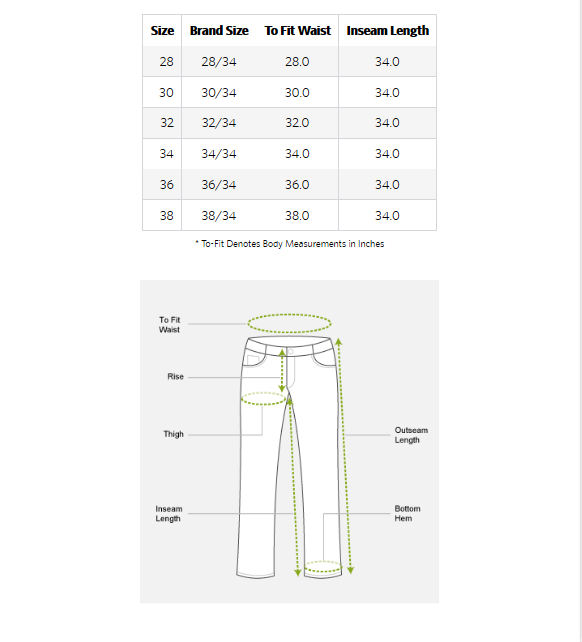 Size Brand Size To Fit Waist Inseam Length
28 28/34 28.0 34.0
30 30/34 30.0 34.0
32 32/34 32.0 34.0
34 34/34 34.0 34.0
36 36/34 36.0 34.0
38 38/34 38.0 34.0
* To-Fit Denotes Body Measurements in Inches
To Fit
Waist
Rise
Thigh
Outseam
Length
Inseam
Length
Bottom
Hem